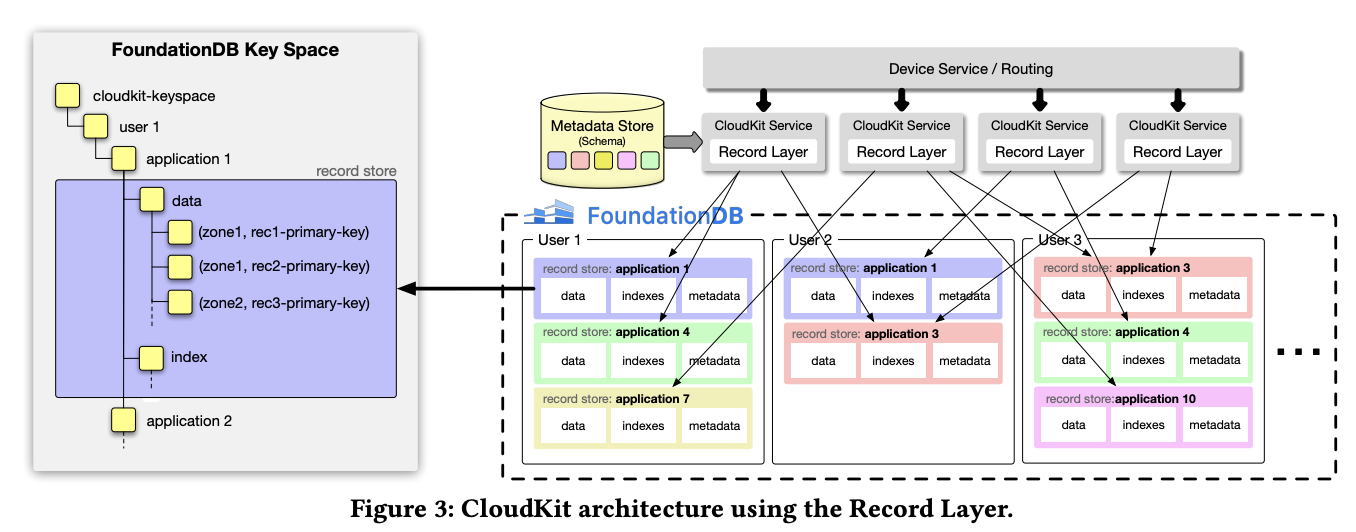 FoundationDB Key Space
cloudkit-keyspace
user 1
application 1
record store
data
(zone1, rec1-primary-key)
(zone1, rec2-primary-key)
(zone2, rec3-primary-key)
index
application 2
Device Service / Routing
Metadata Store
(Schema)
CloudKit Service
Record Layer
CloudKit Service
Record Layer
CloudKit Service
Record Layer
CloudKit Service
Record Layer
FoundationDB
User 1
record store: application 1
data indexes metadata
record store: application 4
data indexes metadata
record store: application 7
data indexes metadata
User 2
record store: application 1
data indexes metadata
record store: application 3
data indexes metadata
User 3
record store: application 3
data indexes metadata
record store: application 4
data indexes metadata
record store:application 10
data indexes metadata
...
Figure 3: CloudKit architecture using the Record Layer.